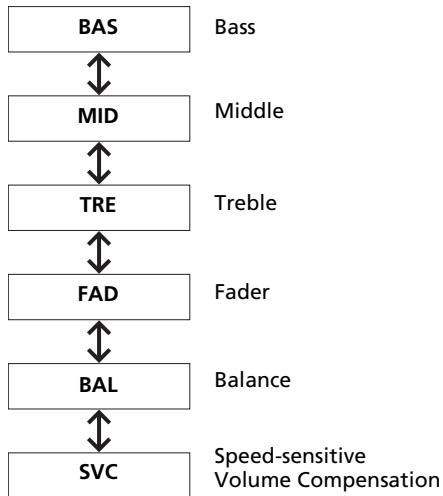 BAS Bass
MID Middle
TRE Treble
FAD Fader
BAL Balance
SVC Speed-sensitive
Volume Compensation